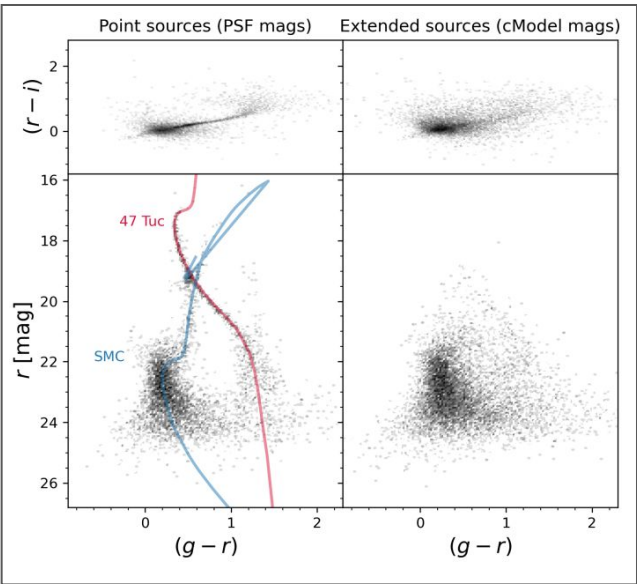 Point sources (PSF mags) Extended sources (cModel mags)
2
0
(r − i)
16
18
20
22
24
26
r [mag]
47 Tuc
SMC
0 1 2 0 1 2
(g − r) (g − r)